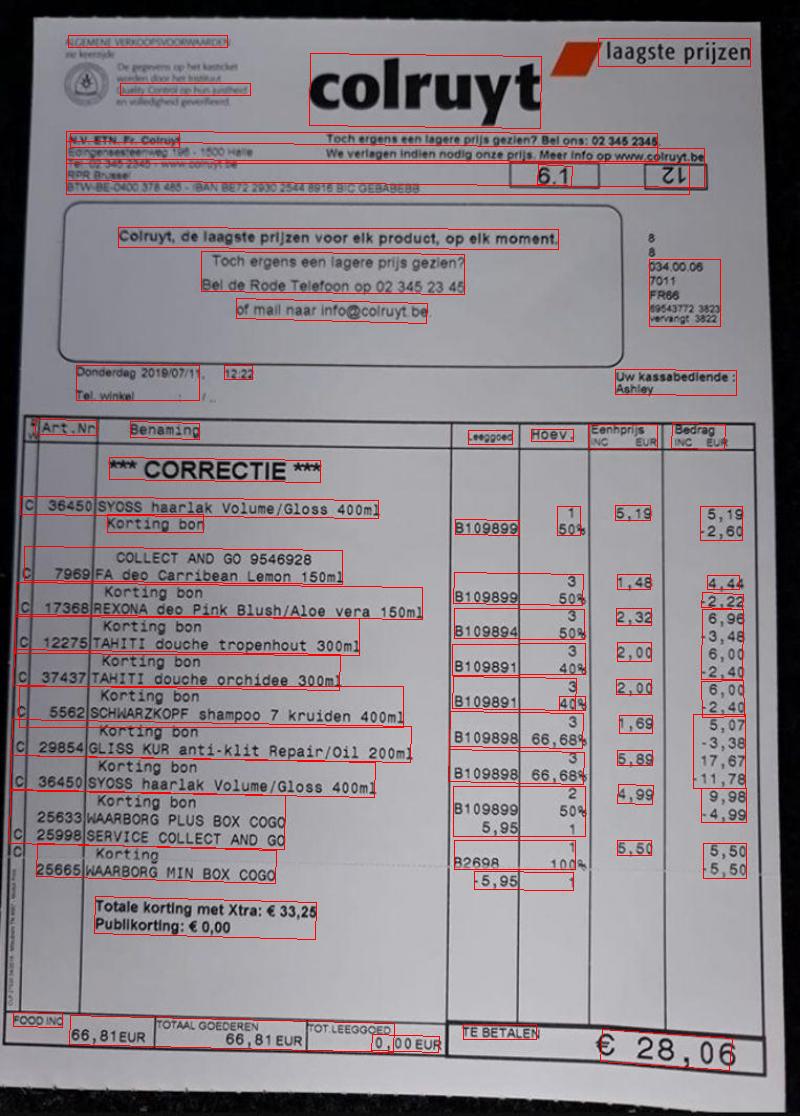 ALGEMENE VERKOOPSVOORWAARDEN:
zie keerzijde
De gegevens op het kasticket
worden door het Instituut
Quality Control op hun juistheid
en volledigheid geverifieerd.
colruyt
laagste prijzen
N.V. ETN. Fr. Colruyt
Edingensesteenweg 196 - 1500 Halle
Tel. 02 345 2345 - www.colruyt.be
RPR Brussel
BTW-BE-0400.378.485 - IBAN BE72 2930 2544 8916 BIC GEBABEBB
Toch ergens een lagere prijs gezien? Bel ons: 02 345 2345.
We verlagen indien nodig onze prijs. Meer info op www.colruyt.be
6.1
12
Colruyt, de laagste prijzen voor elk product, op elk moment.
Toch ergens een lagere prijs gezien?
Bel de Rode Telefoon op 02 345 23 45
of mail naar info@colruyt.be.
8
8
034.00.06
7011
FR66
69543772 3823
vervangt 3822
Donderdag 2019/07/11, 12:22
Tel. winkel : / ..
Uw kassabediende :
Ashley
Art.Nr Benaming Leeggoed Hoev. Eenhprijs Bedrag
INC EUR INC EUR
*** CORRECTIE ***
C 36450 SYOSS haarlak Volume/Gloss 400ml 1 5,19 5,19
Korting bon B109899 50% -2,60
COLLECT AND GO 9546928
C 7969 FA deo Carribean Lemon 150ml 3 1,48 4,44
Korting bon B109899 50% -2,22
C 17368 REXONA deo Pink Blush/Aloe vera 150ml 3 2,32 6,96
Korting bon B109894 50% -3,48
C 12275 TAHITI douche tropenhout 300ml 3 2,00 6,00
Korting bon B109891 40% -2,40
C 37437 TAHITI douche orchidee 300ml 3 2,00 6,00
Korting bon B109891 40% -2,40
C 5562 SCHWARZKOPF shampoo 7 kruiden 400ml 3 1,69 5,07
Korting bon B109898 66,68% -3,38
C 29854 GLISS KUR anti-klit Repair/Oil 200ml 3 5,89 17,67
Korting bon B109898 66,68% -11,78
C 36450 SYOSS haarlak Volume/Gloss 400ml 2 4,99 9,98
Korting bon B109899 50% -4,99
25633 WAARBORG PLUS BOX COGO 5,95 1
C 25998 SERVICE COLLECT AND GO 1 5,50 5,50
C Korting B2698 100% -5,50
25665 WAARBORG MIN BOX COGO -5,95 1
Totale korting met Xtra: € 33,25
Publikorting: € 0,00
FOOD INC 66,81EUR
TOTAAL GOEDEREN 66,81EUR
TOT.LEEGGOED 0,00EUR
TE BETALEN € 28,06